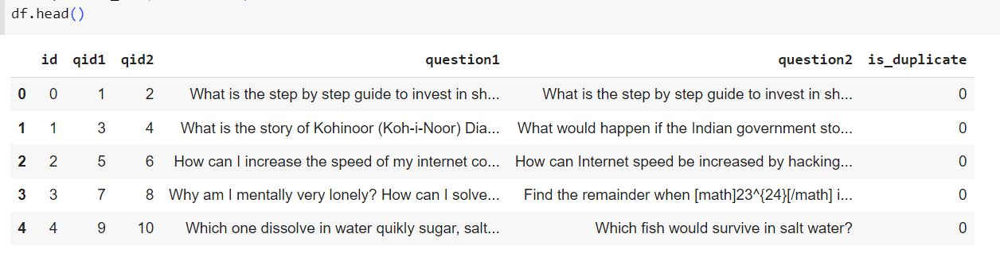 df.head()
id qid1 qid2 question1 question2 is_duplicate
0 0 1 2 What is the step by step guide to invest in sh... What is the step by step guide to invest in sh... 0
1 1 3 4 What is the story of Kohinoor (Koh-i-Noor) Dia... What would happen if the Indian government sto... 0
2 2 5 6 How can I increase the speed of my internet co... How can Internet speed be increased by hacking... 0
3 3 7 8 Why am I mentally very lonely? How can I solve... Find the remainder when [math]23^{24}[/math] i... 0
4 4 9 10 Which one dissolve in water quikly sugar, salt... Which fish would survive in salt water? 0